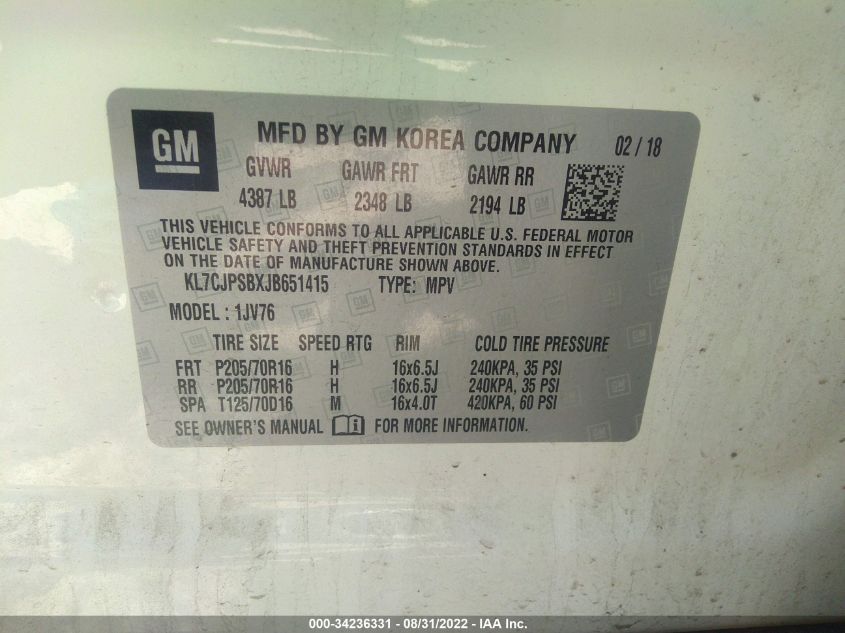 GM
MFD BY GM KOREA COMPANY 02 / 18
GVWR GAWR FRT GAWR RR
4387 LB 2348 LB 2194 LB
THIS VEHICLE CONFORMS TO ALL APPLICABLE U.S. FEDERAL MOTOR
VEHICLE SAFETY AND THEFT PREVENTION STANDARDS IN EFFECT
ON THE DATE OF MANUFACTURE SHOWN ABOVE.
KL7CJPSBXJB651415 TYPE: MPV
MODEL : 1JV76
TIRE SIZE SPEED RTG RIM COLD TIRE PRESSURE
FRT P205/70R16 H 16x6.5J 240KPA, 35 PSI
RR P205/70R16 H 16x6.5J 240KPA, 35 PSI
SPA T125/70D16 M 16x4.0T 420KPA, 60 PSI
SEE OWNER'S MANUAL FOR MORE INFORMATION.
000-34236331 - 08/31/2022 - IAA Inc.